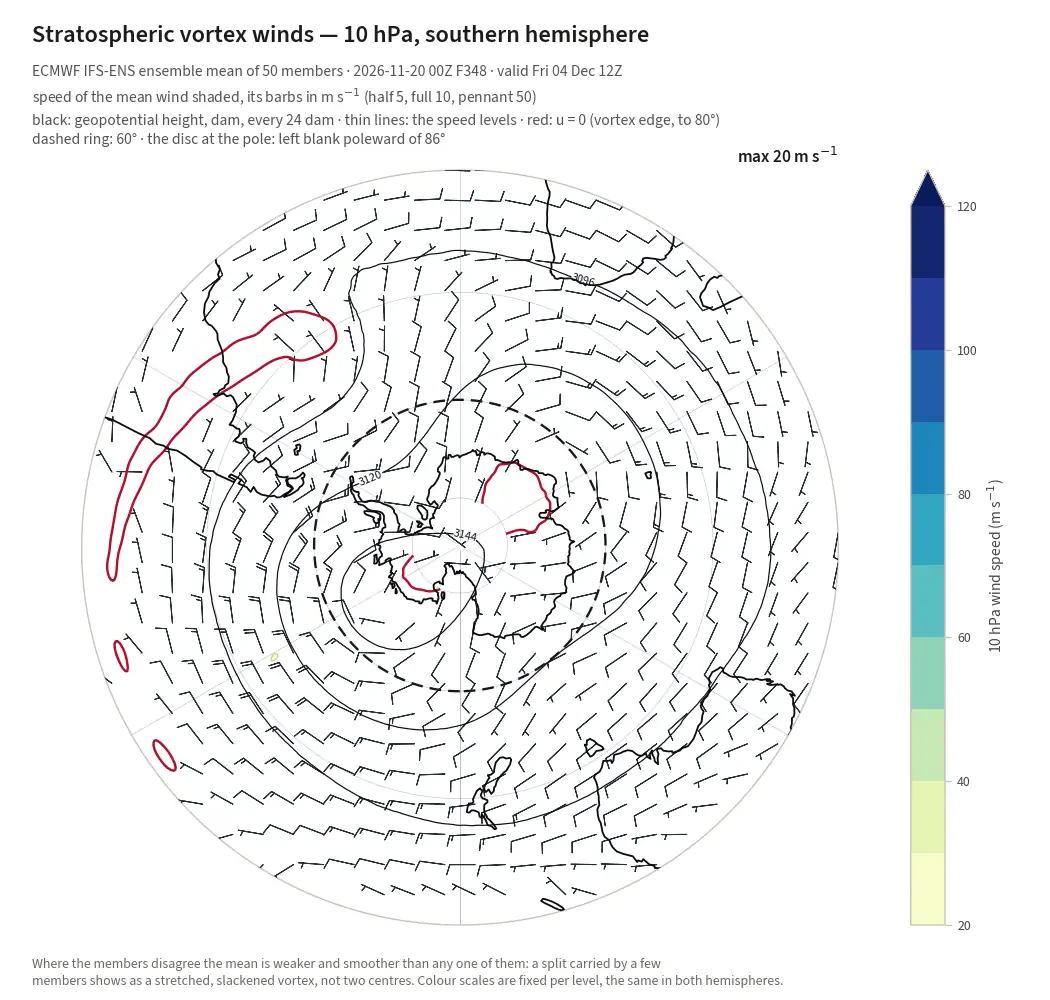 Stratospheric vortex winds — 10 hPa, southern hemisphere
ECMWF IFS-ENS ensemble mean of 50 members · 2026-11-20 00Z F348 · valid Fri 04 Dec 12Z
speed of the mean wind shaded, its barbs in m s⁻¹ (half 5, full 10, pennant 50)
black: geopotential height, dam, every 24 dam · thin lines: the speed levels · red: u = 0 (vortex edge, to 80°)
dashed ring: 60° · the disc at the pole: left blank poleward of 86°
max 20 m s⁻¹
3096
3120
3144
120
100
80
60
40
20
10 hPa wind speed (m s⁻¹)
Where the members disagree the mean is weaker and smoother than any one of them: a split carried by a few
members shows as a stretched, slackened vortex, not two centres. Colour scales are fixed per level, the same in both hemispheres.